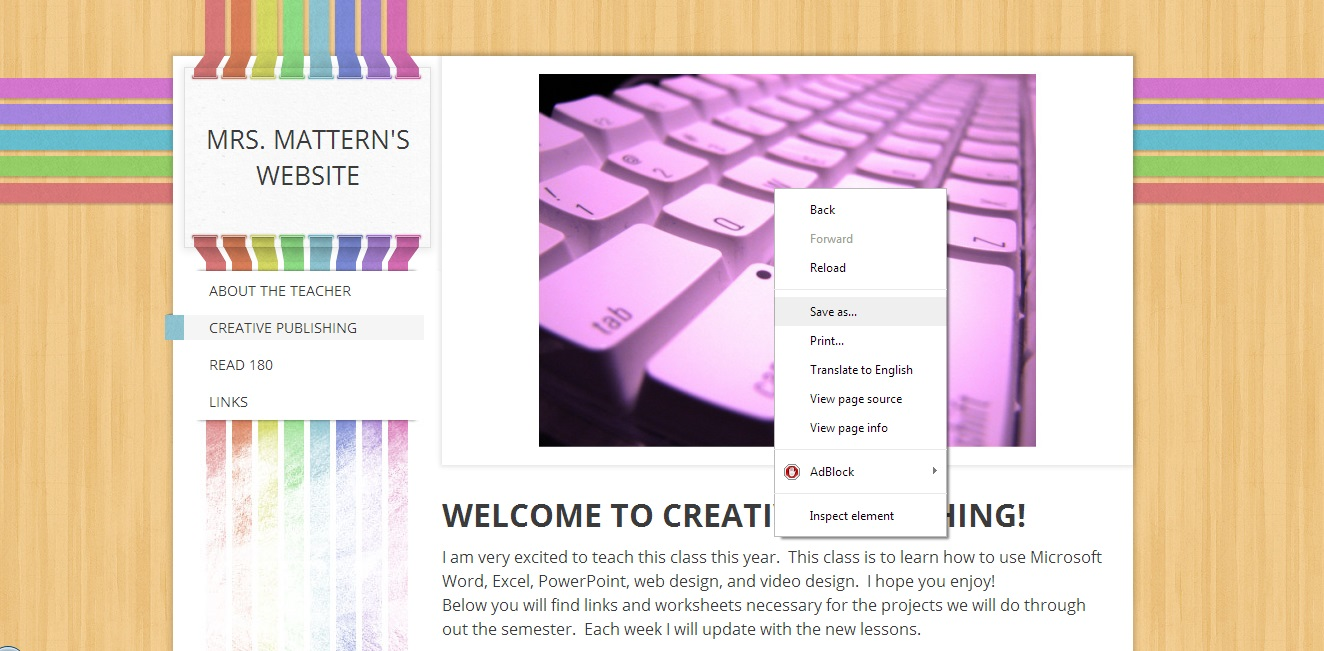 MRS. MATTERN'S
WEBSITE
ABOUT THE TEACHER
CREATIVE PUBLISHING
READ 180
LINKS
tab
Back
Forward
Reload
Save as...
Print...
Translate to English
View page source
View page info
AdBlock
Inspect element
WELCOME TO CREATI HING!
I am very excited to teach this class this year.  This class is to learn how to use Microsoft
Word, Excel, PowerPoint, web design, and video design.  I hope you enjoy!
Below you will find links and worksheets necessary for the projects we will do through
out the semester.  Each week I will update with the new lessons.